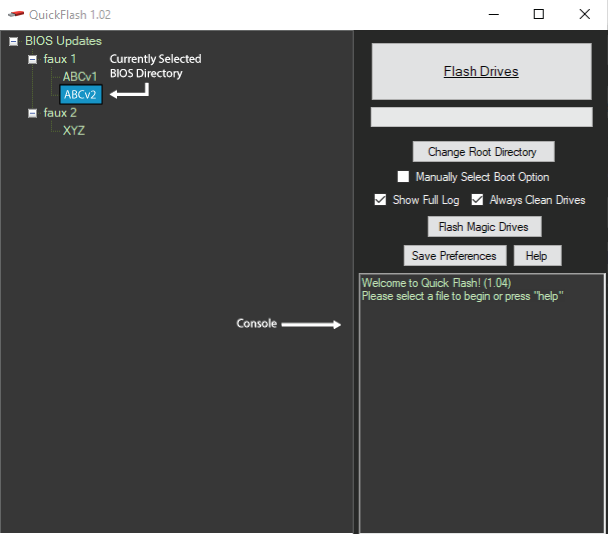 QuickFlash 1.02
BIOS Updates
faux 1
ABCv1
ABCv2
faux 2
XYZ
Currently Selected
BIOS Directory
Console
Flash Drives
Change Root Directory
Manually Select Boot Option
Show Full Log
Always Clean Drives
Flash Magic Drives
Save Preferences
Help
Welcome to Quick Flash! (1.04)
Please select a file to begin or press "help"